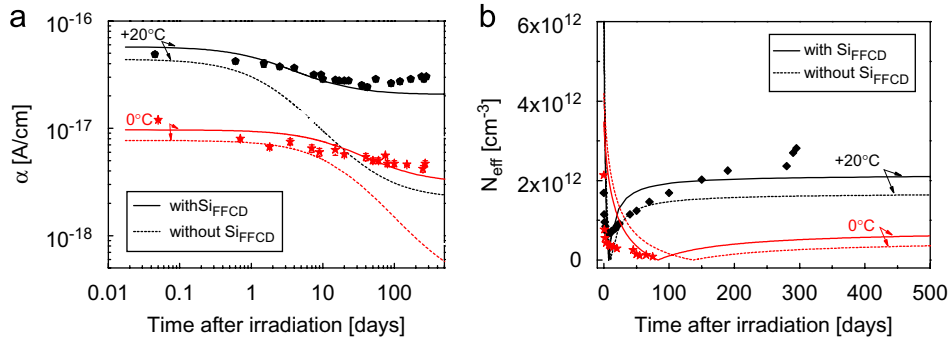 a
10^-16
10^-17
10^-18
α [A/cm]
+20°C
0°C
withSi_FFCD
without Si_FFCD
0.01 0.1 1 10 100
Time after irradiation [days]
b
6x10^12
4x10^12
2x10^12
0
N_eff [cm^-3]
with Si_FFCD
without Si_FFCD
+20°C
0°C
0 100 200 300 400 500
Time after irradiation [days]